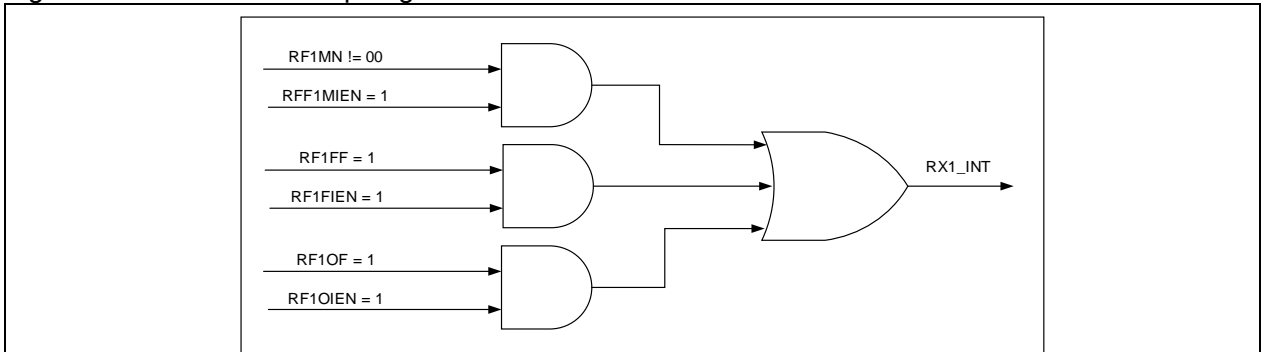 RF1MN != 00
RFF1MIEN = 1
RF1FF = 1
RF1FIEN = 1
RX1_INT
RF1OF = 1
RF1OIEN = 1